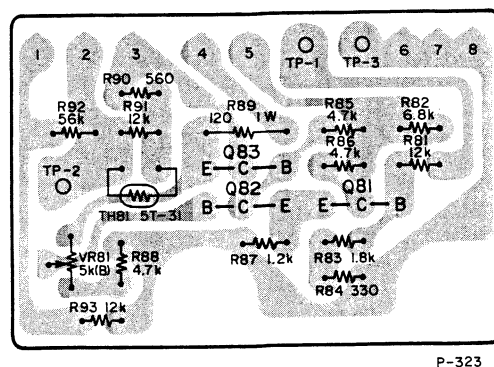 1 2 3 4 5 6 7 8
TP-1 TP-3
R90 560
R92 R91 R89 R85 R82
56k 12k 120 1W 4.7k 6.8k
R86 R81
4.7k 12k
Q83
E C B
TP-2
Q82 Q81
B C E E C B
TH81 5T-31
VR81 R88 R87 1.2k R83 1.8k
5k(B) 4.7k
R84 330
R93 12k
P-323